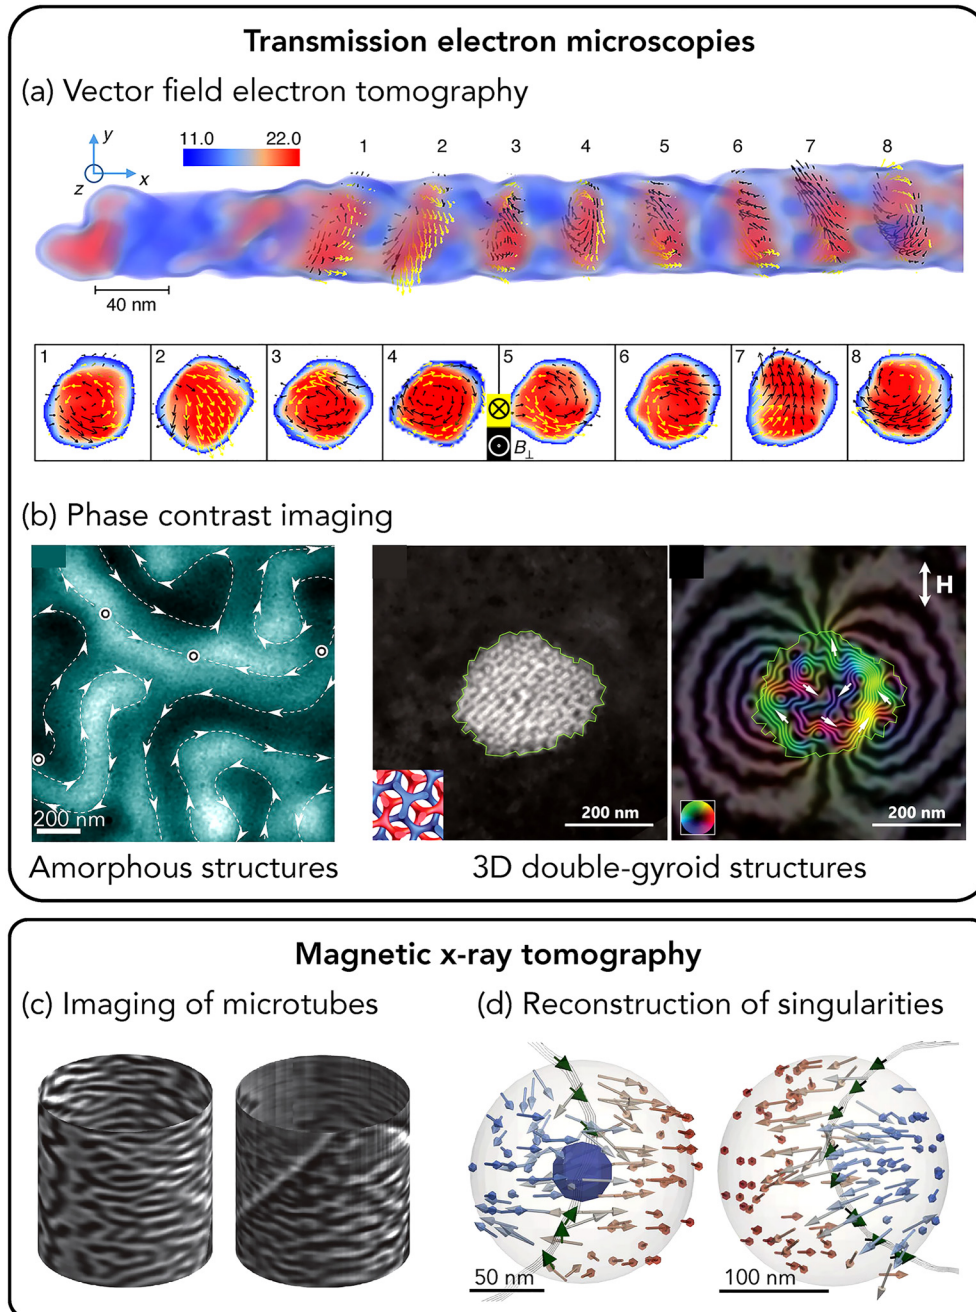 Transmission electron microscopies
(a) Vector field electron tomography
y
z
x
11.0 22.0
1 2 3 4 5 6 7 8
40 nm
1 2 3 4 5 6 7 8
B⊥
(b) Phase contrast imaging
H
200 nm
200 nm
200 nm
Amorphous structures
3D double-gyroid structures
Magnetic x-ray tomography
(c) Imaging of microtubes
(d) Reconstruction of singularities
50 nm
100 nm